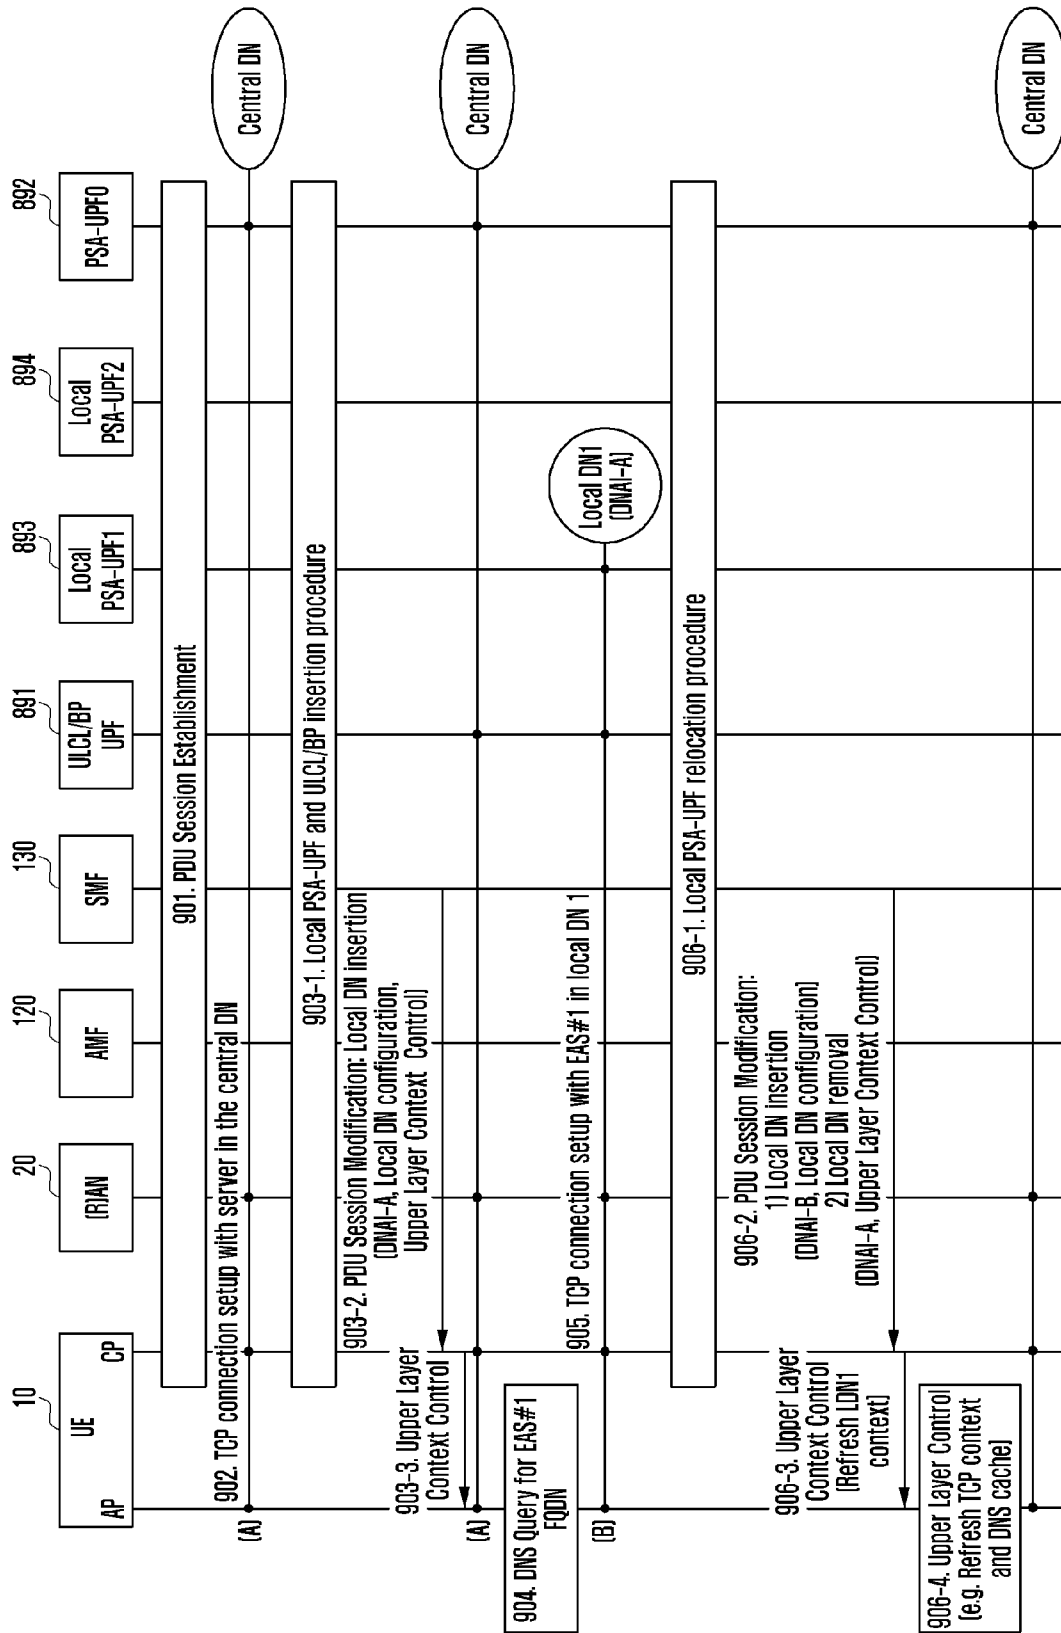 10
UE
AP
CP
20
(R)AN
120
AMF
130
SMF
891
ULCL/BP
UPF
893
Local
PSA-UPF1
894
Local
PSA-UPF2
892
PSA-UPF0
901. PDU Session Establishment
902. TCP connection setup with server in the central DN
(A)
Central DN
903-1. Local PSA-UPF and ULCL/BP insertion procedure
903-2. PDU Session Modification: Local DN insertion
(DNAI-A, Local DN configuration,
Upper Layer Context Control)
903-3. Upper Layer
Context Control
(A)
Central DN
904. DNS Query for EAS#1
FQDN
905. TCP connection setup with EAS#1 in local DN 1
(B)
Local DN1
(DNAI-A)
906-1. Local PSA-UPF relocation procedure
906-2. PDU Session Modification:
1) Local DN insertion
(DNAI-B, Local DN configuration)
2) Local DN removal
(DNAI-A, Upper Layer Context Control)
906-3. Upper Layer
Context Control
(Refresh LDN1
context)
906-4. Upper Layer Control
(e.g. Refresh TCP context
and DNS cache)
Central DN